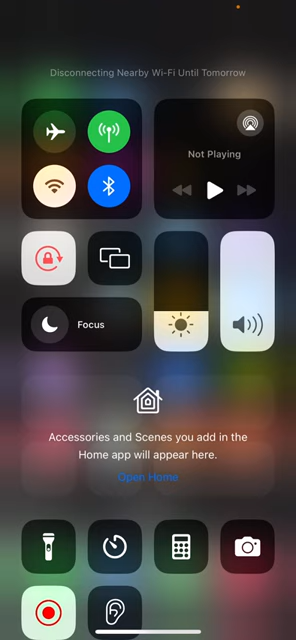 Disconnecting Nearby Wi-Fi Until Tomorrow
Not Playing
Focus
Accessories and Scenes you add in the
Home app will appear here.
Open Home